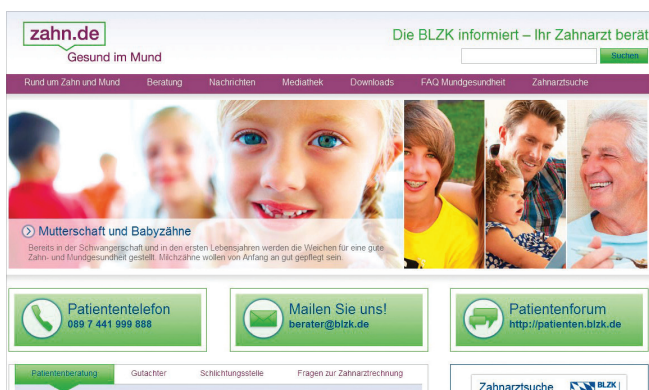 zahn.de
Gesund im Mund
Die BLZK informiert – Ihr Zahnarzt berät
Suchen
Rund um Zahn und Mund Beratung Nachrichten Mediathek Downloads FAQ Mundgesundheit Zahnarztsuche
Mutterschaft und Babyzähne
Bereits in der Schwangerschaft und in den ersten Lebensjahren werden die Weichen für eine gute
Zahn- und Mundgesundheit gestellt. Milchzähne wollen von Anfang an gut gepflegt sein.
Patiententelefon
089 7 441 999 888
Mailen Sie uns!
berater@blzk.de
Patientenforum
http://patienten.blzk.de
Patientenberatung Gutachter Schlichtungsstelle Fragen zur Zahnarztrechnung
Zahnarztsuche BLZK